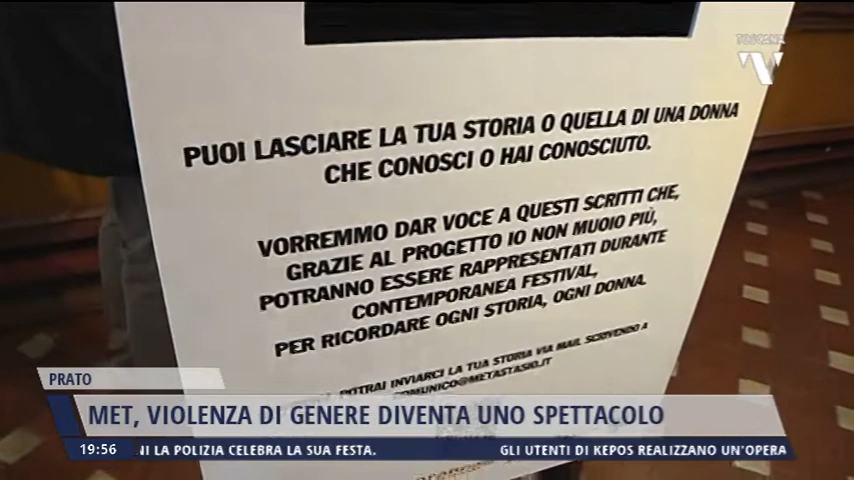 TOSCANA
TV
PUOI LASCIARE LA TUA STORIA O QUELLA DI UNA DONNA
CHE CONOSCI O HAI CONOSCIUTO.
VORREMMO DAR VOCE A QUESTI SCRITTI CHE,
GRAZIE AL PROGETTO IO NON MUOIO PIÙ,
POTRANNO ESSERE RAPPRESENTATI DURANTE
CONTEMPORANEA FESTIVAL,
PER RICORDARE OGNI STORIA, OGNI DONNA.
POTRAI INVIARCI LA TUA STORIA VIA MAIL SCRIVENDO A
OMUNICO@METASTASIO.IT
PRATO
MET, VIOLENZA DI GENERE DIVENTA UNO SPETTACOLO
19:56 NI LA POLIZIA CELEBRA LA SUA FESTA. GLI UTENTI DI KEPOS REALIZZANO UN'OPERA